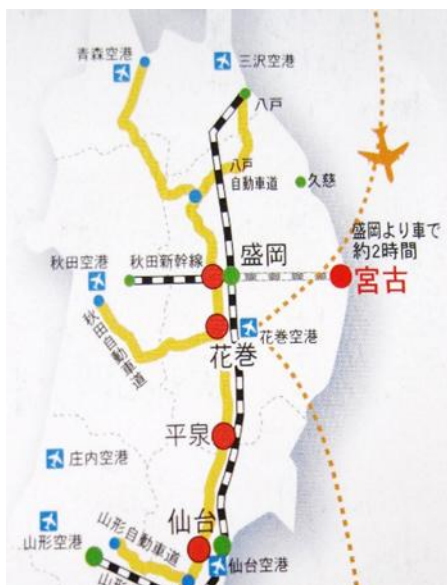 青森空港
三沢空港
八戸
八戸
自動車道
久慈
盛岡より車で
約2時間
秋田空港
秋田新幹線
盛岡
宮古
秋田自動車道
花巻空港
花巻
平泉
庄内空港
仙台
山形空港
山形自動車道
仙台空港
山形